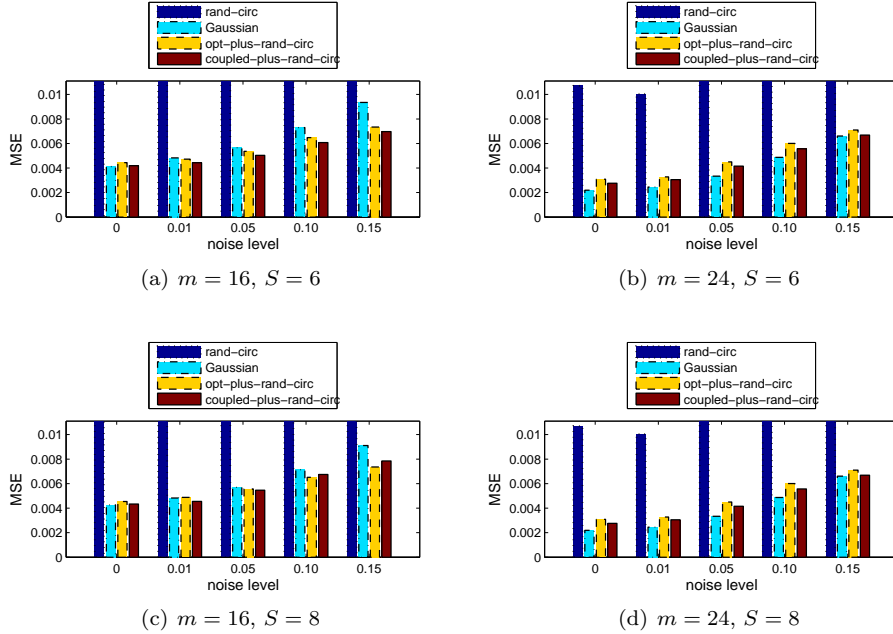 rand-circ
Gaussian
opt-plus-rand-circ
coupled-plus-rand-circ
0.01
0.008
0.006
0.004
0.002
0
MSE
0 0.01 0.05 0.10 0.15
noise level
(a) m = 16, S = 6
rand-circ
Gaussian
opt-plus-rand-circ
coupled-plus-rand-circ
0.01
0.008
0.006
0.004
0.002
0
MSE
0 0.01 0.05 0.10 0.15
noise level
(b) m = 24, S = 6
rand-circ
Gaussian
opt-plus-rand-circ
coupled-plus-rand-circ
0.01
0.008
0.006
0.004
0.002
0
MSE
0 0.01 0.05 0.10 0.15
noise level
(c) m = 16, S = 8
rand-circ
Gaussian
opt-plus-rand-circ
coupled-plus-rand-circ
0.01
0.008
0.006
0.004
0.002
0
MSE
0 0.01 0.05 0.10 0.15
noise level
(d) m = 24, S = 8